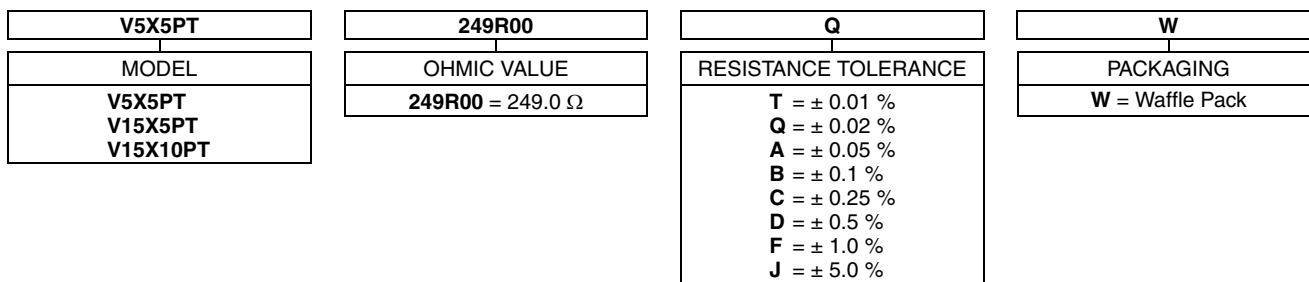 V5X5PT
249R00
Q
W
MODEL
V5X5PT
V15X5PT
V15X10PT
OHMIC VALUE
249R00 = 249.0 Ω
RESISTANCE TOLERANCE
T = ± 0.01 %
Q = ± 0.02 %
A = ± 0.05 %
B = ± 0.1 %
C = ± 0.25 %
D = ± 0.5 %
F = ± 1.0 %
J = ± 5.0 %
PACKAGING
W = Waffle Pack